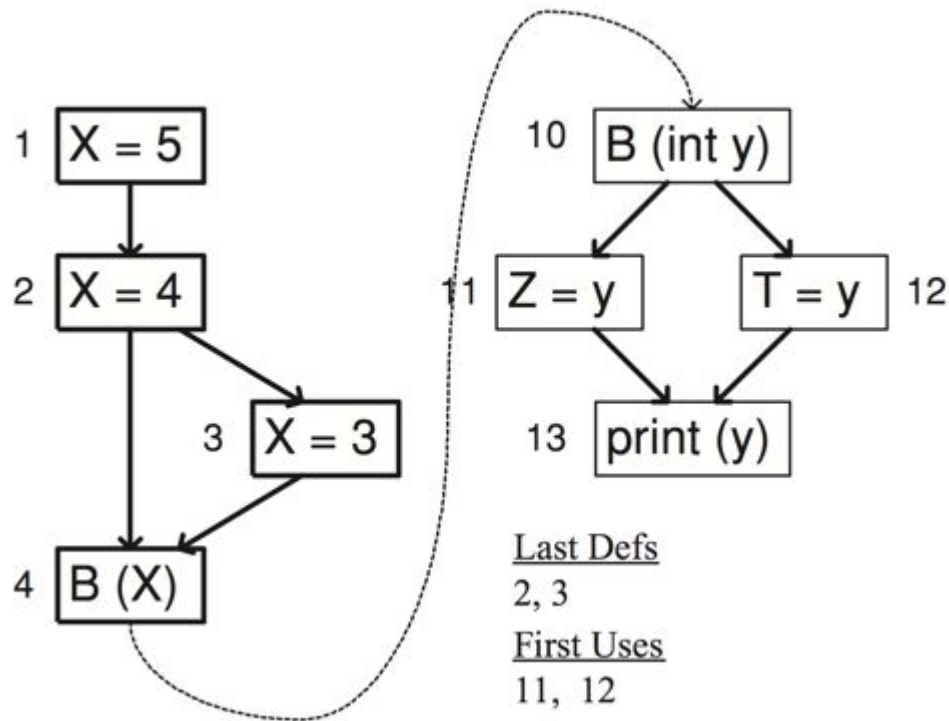 1
X = 5
2
X = 4
3
X = 3
4
B (X)
10
B (int y)
11
Z = y
T = y
12
13
print (y)
Last Defs
2, 3
First Uses
11, 12